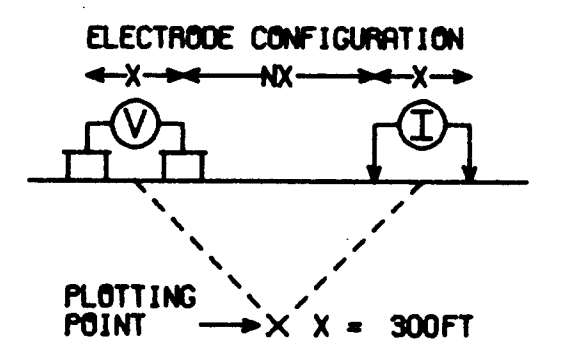 ELECTRODE CONFIGURATION
X NX X
V I
PLOTTING
POINT X X = 300FT